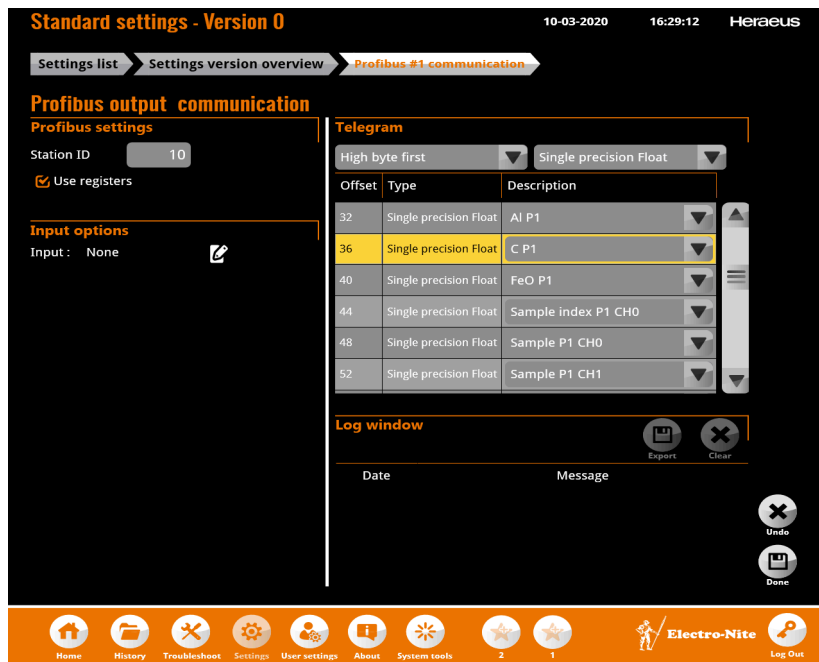 Standard settings - Version 0
10-03-2020 16:29:12 Heraeus
Settings list Settings version overview Profibus #1 communication
Profibus output communication
Profibus settings
Station ID 10
Use registers
Input options
Input : None
Telegram
High byte first Single precision Float
Offset Type Description
32 Single precision Float Al P1
36 Single precision Float C P1
40 Single precision Float FeO P1
44 Single precision Float Sample index P1 CH0
48 Single precision Float Sample P1 CH0
52 Single precision Float Sample P1 CH1
Log window
Export Clear
Date Message
Undo
Done
Home History Troubleshoot Settings User settings About System tools 2 1 Electro-Nite Log Out